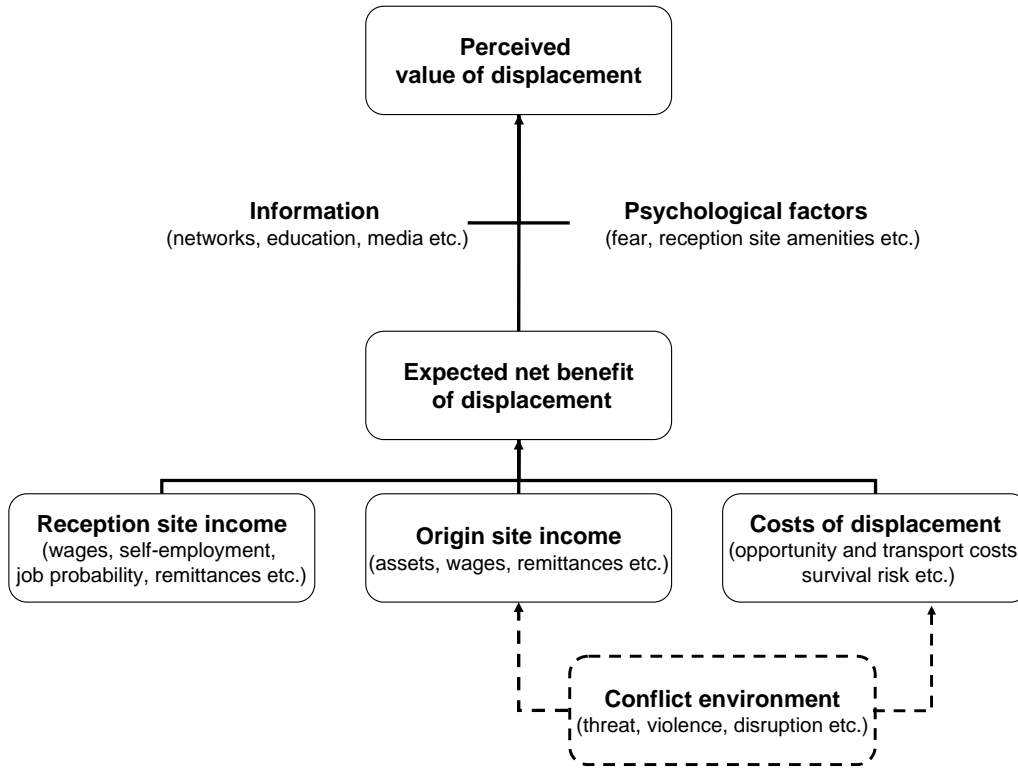 Perceived
value of displacement
Information
(networks, education, media etc.)
Psychological factors
(fear, reception site amenities etc.)
Expected net benefit
of displacement
Reception site income
(wages, self-employment,
job probability, remittances etc.)
Origin site income
(assets, wages, remittances etc.)
Costs of displacement
(opportunity and transport costs
survival risk etc.)
Conflict environment
(threat, violence, disruption etc.)